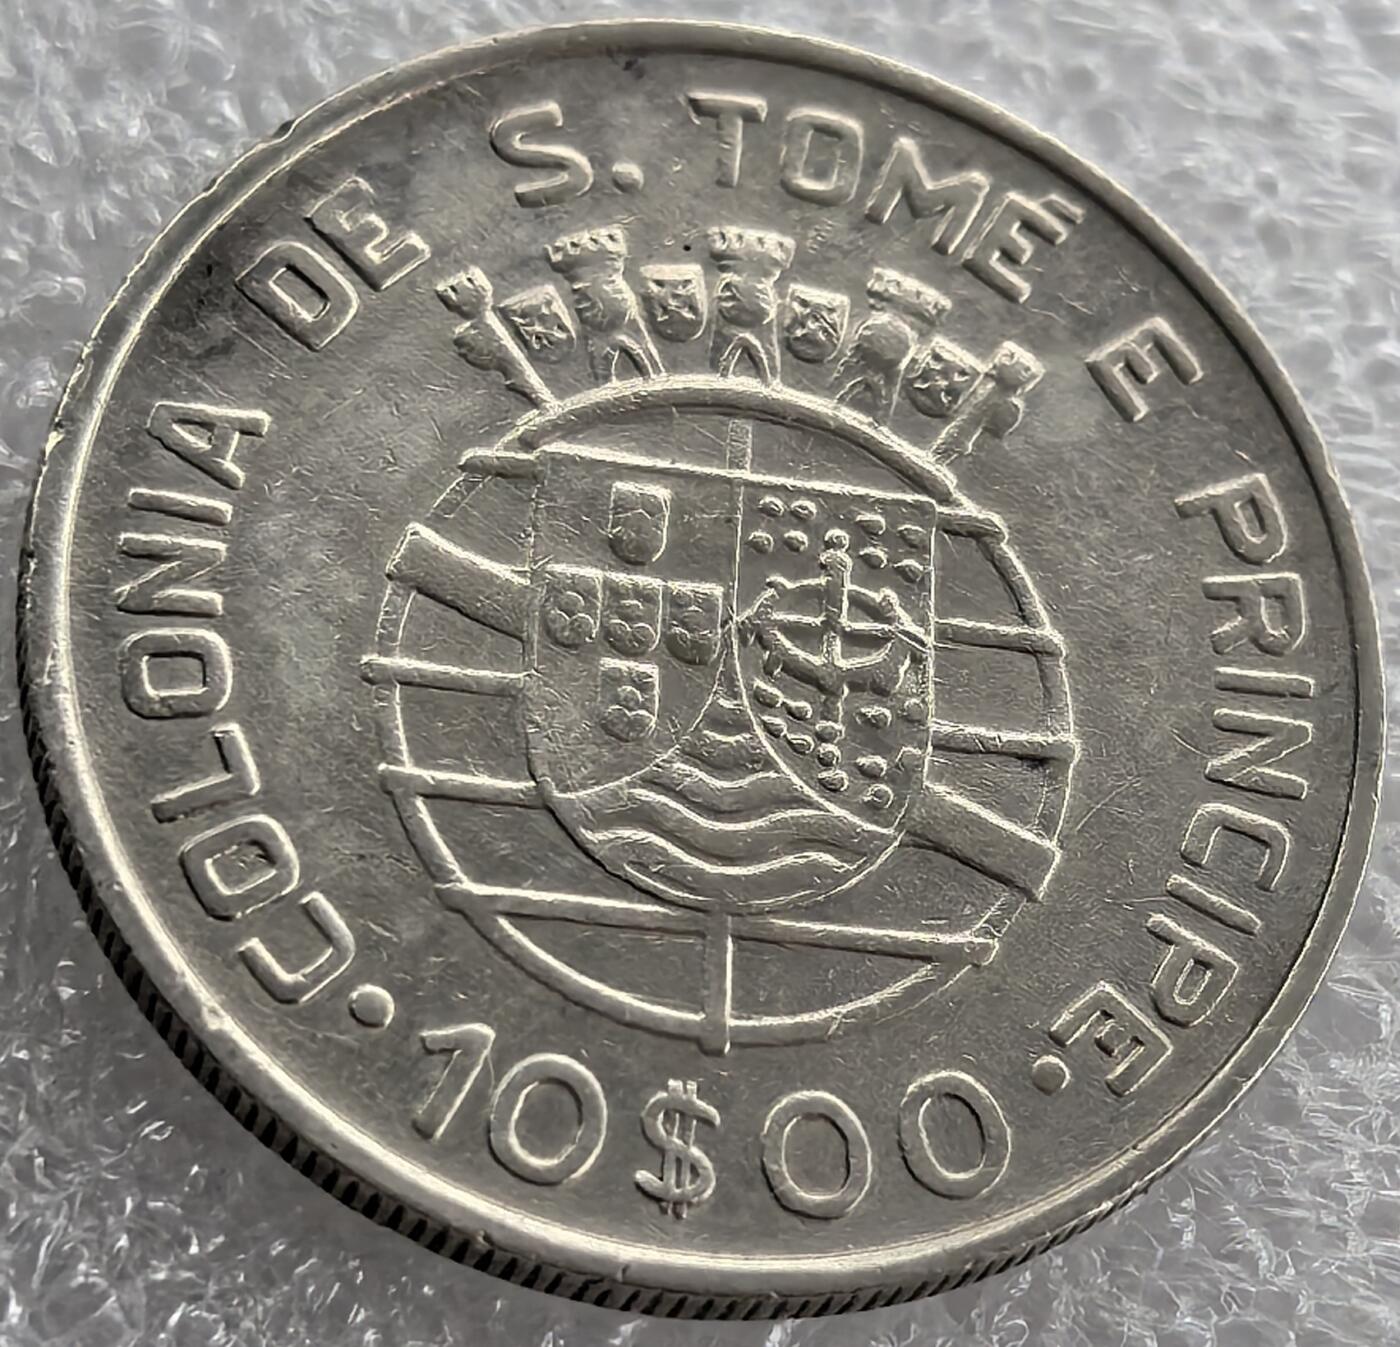 COLONIA DE S. TOMÉ E PRINCIPE
10$00